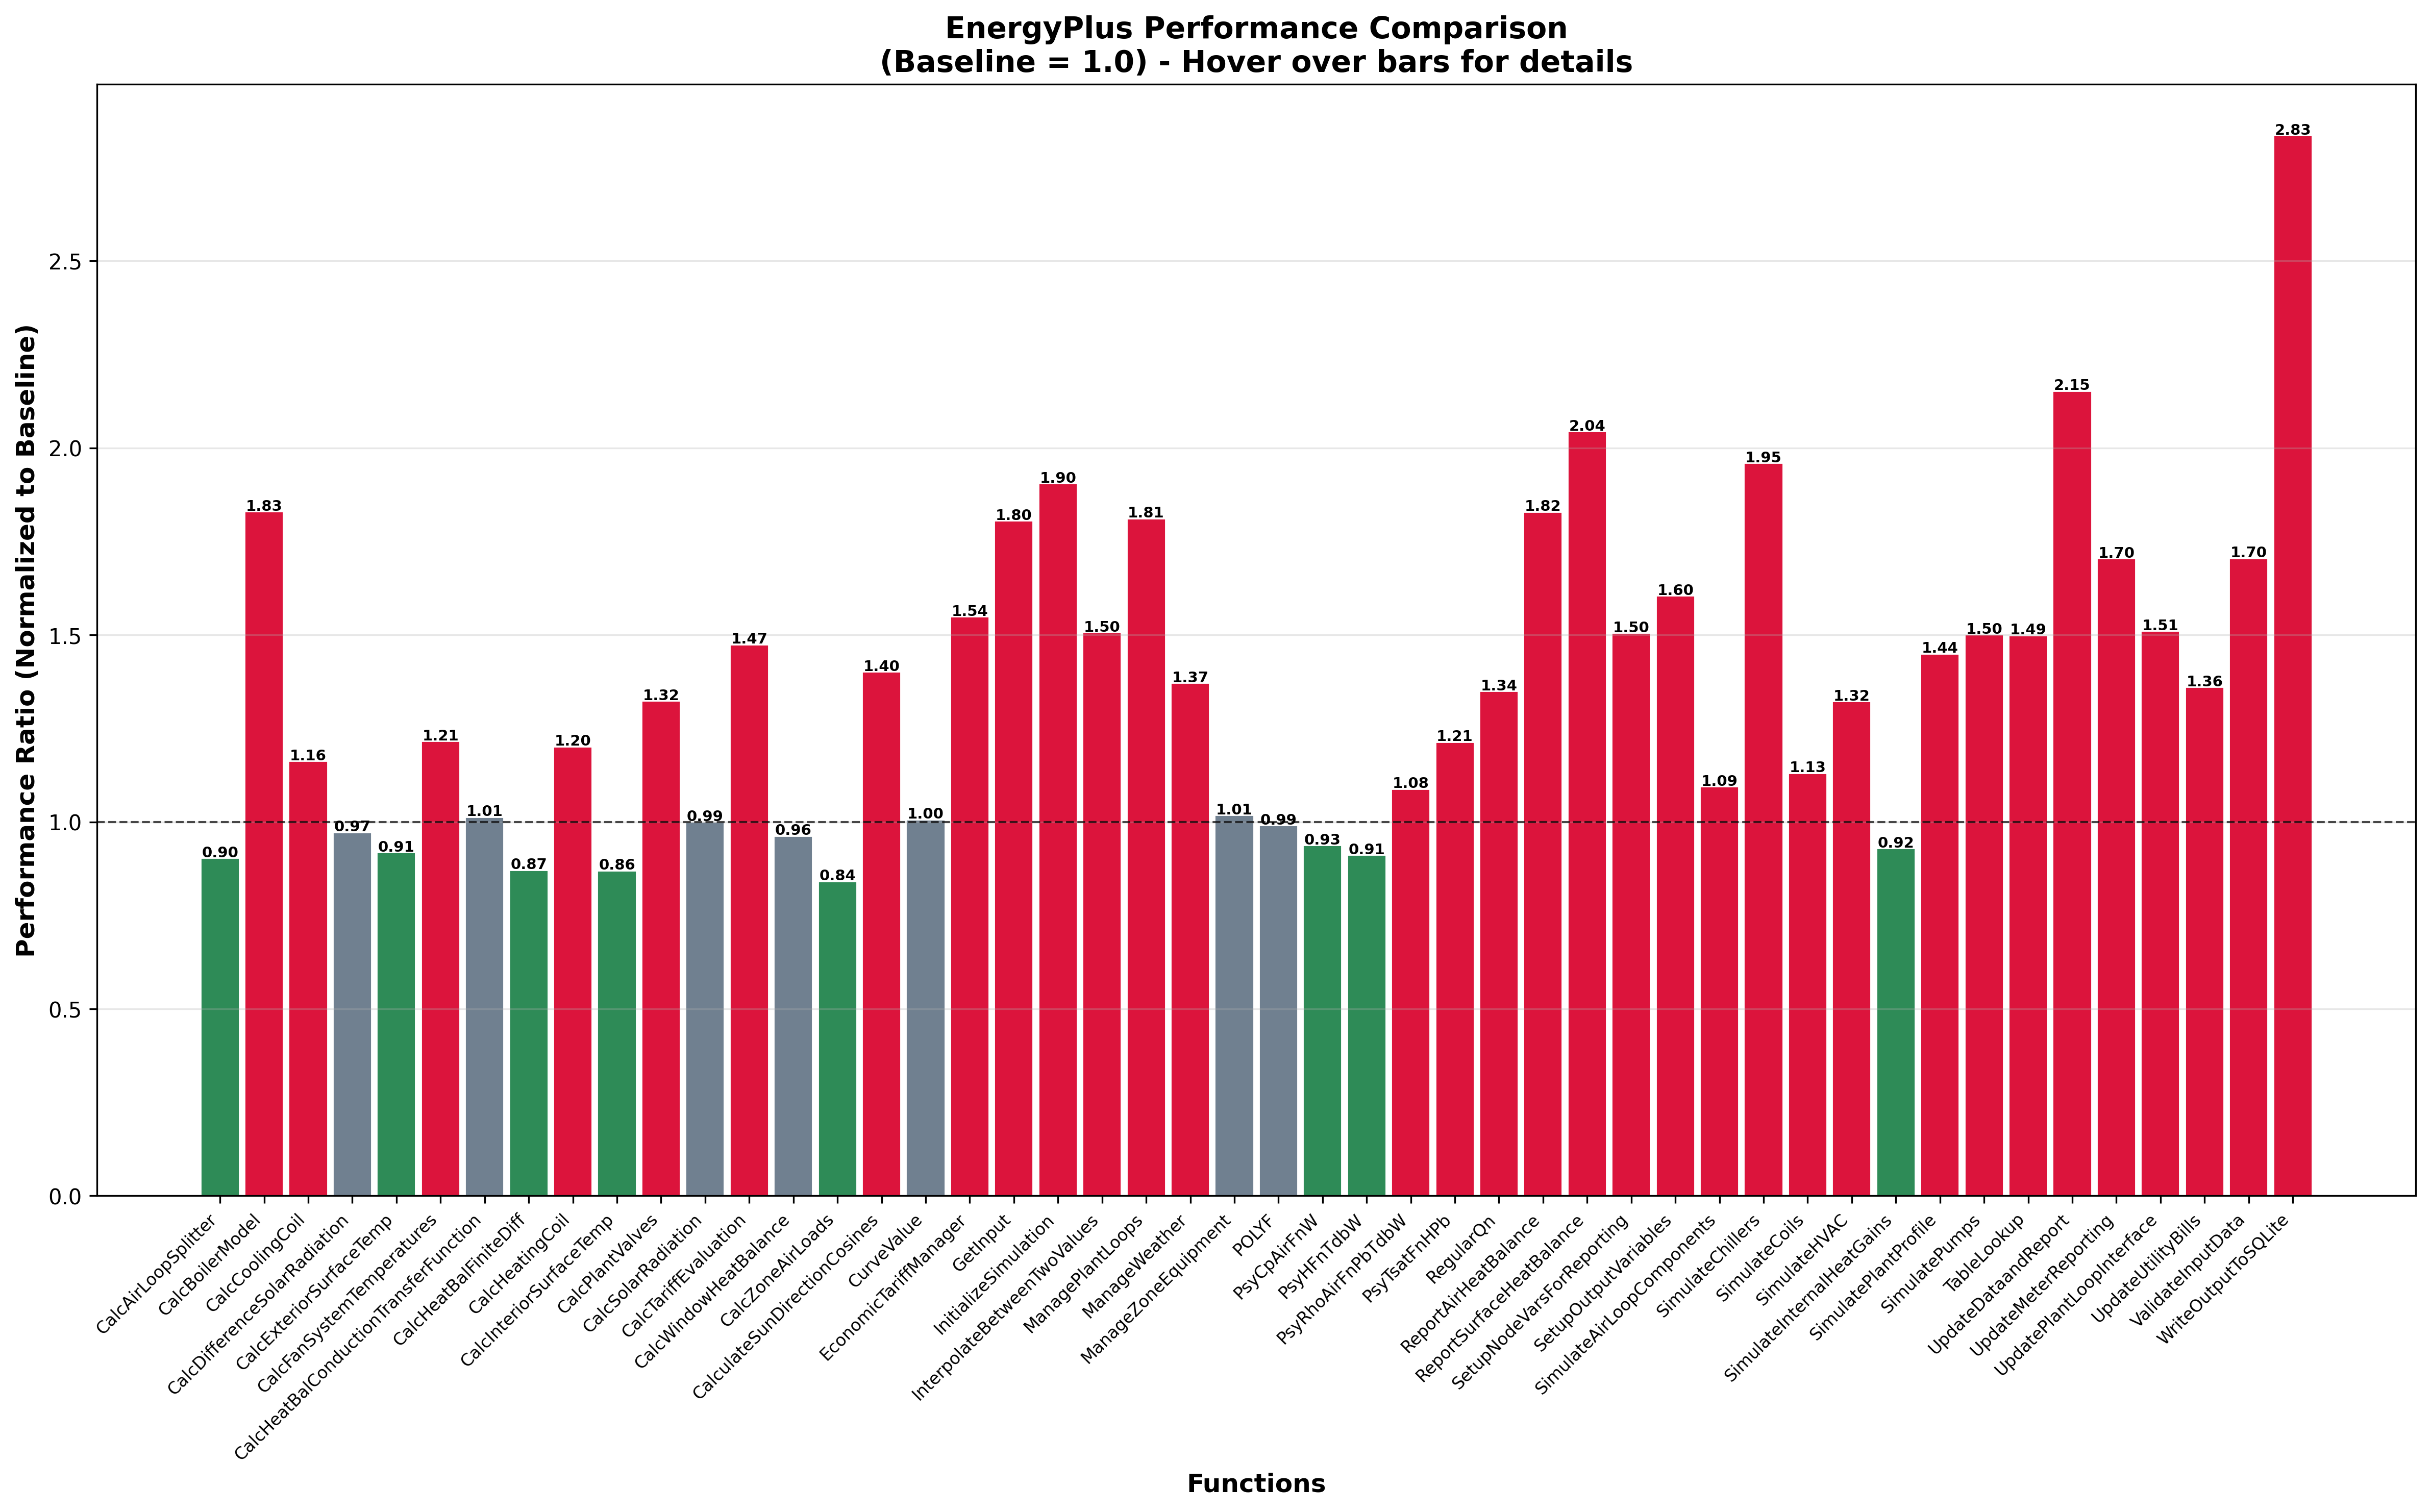 EnergyPlus Performance Comparison
(Baseline = 1.0) - Hover over bars for details
Performance Ratio (Normalized to Baseline)
2.5
2.0
1.5
1.0
0.5
0.0
0.90
1.83
1.16
0.97
0.91
1.21
1.01
0.87
1.20
0.86
1.32
0.99
1.47
0.96
0.84
1.40
1.00
1.54
1.80
1.90
1.50
1.81
1.37
1.01
0.99
0.93
0.91
1.08
1.21
1.34
1.82
2.04
1.50
1.60
1.09
1.95
1.13
1.32
0.92
1.44
1.50
1.49
2.15
1.70
1.51
1.36
1.70
2.83
CalcAirLoopSplitter
CalcBoilerModel
CalcCoolingCoil
CalcDifferenceSolarRadiation
CalcExteriorSurfaceTemp
CalcFanSystemTemperatures
CalcHeatBalConductionTransferFunction
CalcHeatBalFiniteDiff
CalcHeatingCoil
CalcInteriorSurfaceTemp
CalcPlantValves
CalcSolarRadiation
CalcTariffEvaluation
CalcWindowHeatBalance
CalcZoneAirLoads
CalculateSunDirectionCosines
CurveValue
EconomicTariffManager
GetInput
InitializeSimulation
InterpolateBetweenTwoValues
ManagePlantLoops
ManageWeather
ManageZoneEquipment
POLYF
PsyCpAirFnW
PsyHFnTdbW
PsyRhoAirFnPbTdbW
PsyTsatFnHPb
RegularQn
ReportAirHeatBalance
ReportSurfaceHeatBalance
SetupNodeVarsForReporting
SetupOutputVariables
SimulateAirLoopComponents
SimulateChillers
SimulateCoils
SimulateHVAC
SimulateInternalHeatGains
SimulatePlantProfile
SimulatePumps
TableLookup
UpdateDataandReport
UpdateMeterReporting
UpdatePlantLoopInterface
UpdateUtilityBills
ValidateInputData
WriteOutputToSQLite
Functions